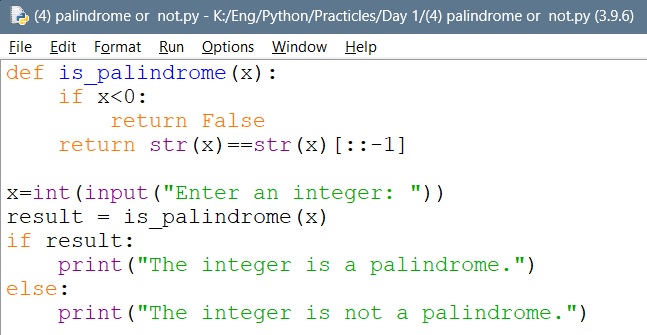 (4) palindrome or  not.py - K:/Eng/Python/Practicles/Day 1/(4) palindrome or  not.py (3.9.6)
File Edit Format Run Options Window Help
def is_palindrome(x):
    if x<0:
        return False
    return str(x)==str(x)[::-1]

x=int(input("Enter an integer: "))
result = is_palindrome(x)
if result:
    print("The integer is a palindrome.")
else:
    print("The integer is not a palindrome.")